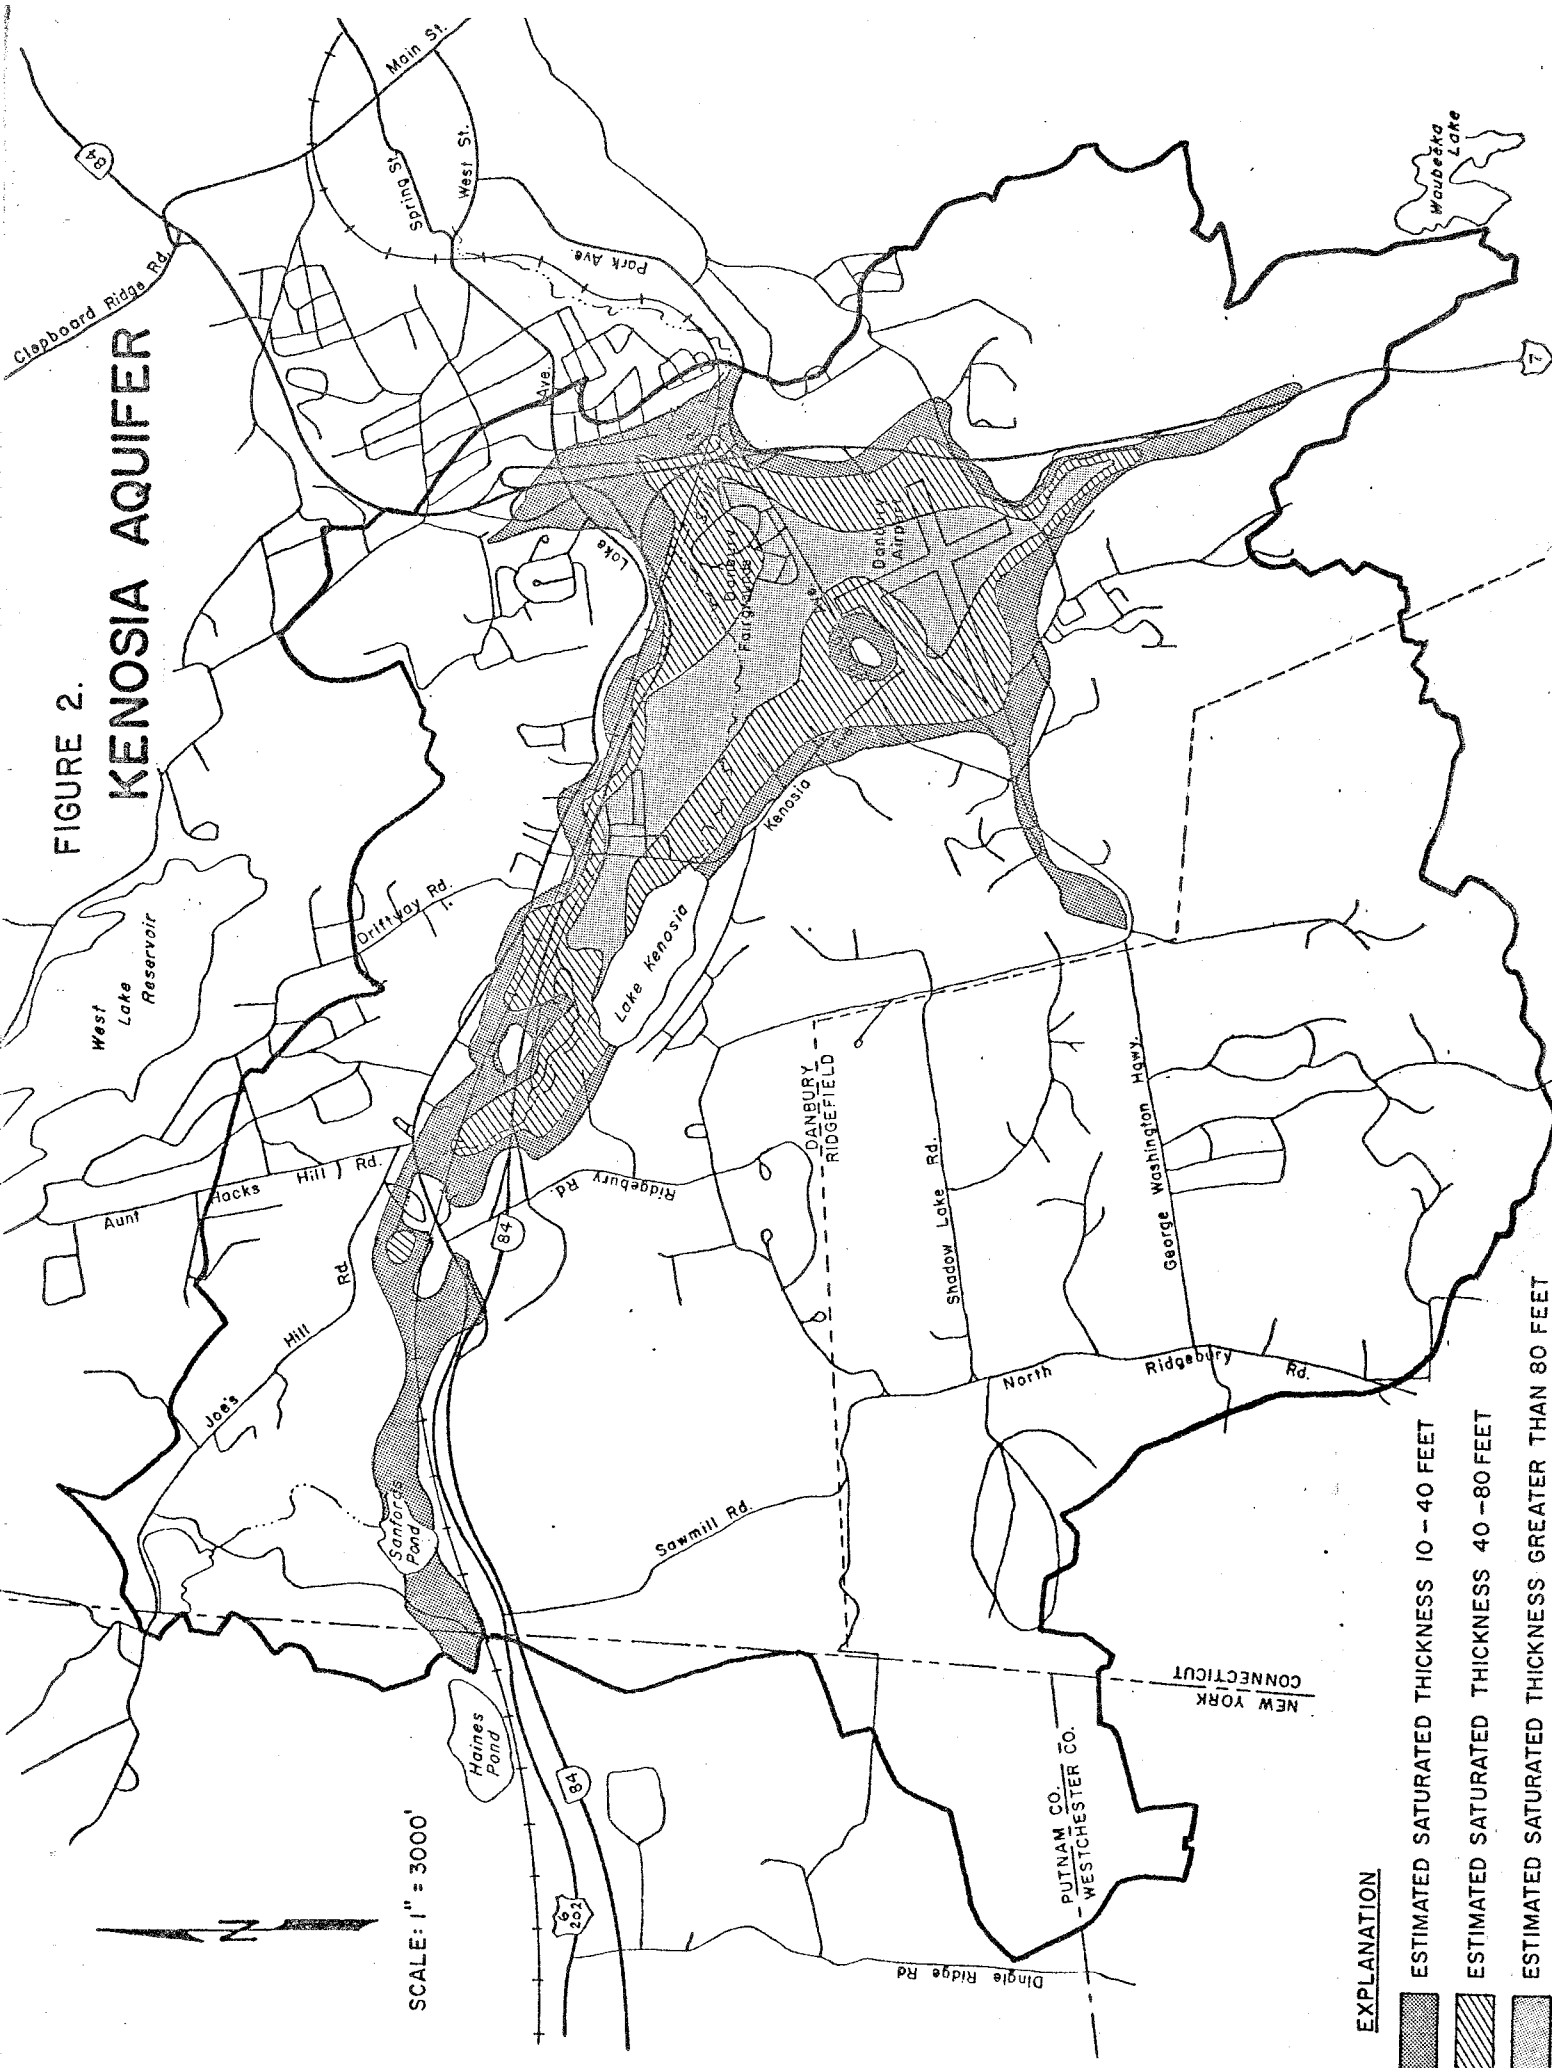 FIGURE 2.
KENOSIA AQUIFER
SCALE: 1" = 3000'
N
84
Clapboard Ridge Rd.
Main St.
Spring St.
West St.
Park Ave.
Ave.
Lake
West
Lake
Reservoir
Driftway Rd.
Aunt Hacks Hill Rd.
Joe's Hill Rd.
Sanfords
Pond
Haines
Pond
Lake Kenosia
Kenosia
Ave.
Danbury
Fairgrounds
Danbury
Airport
Waubeeka
Lake
7
84
Ridgebury Rd.
DANBURY
RIDGEFIELD
Shadow Lake Rd.
George Washington Hawy.
North Ridgebury Rd.
Sawmill Rd.
NEW YORK
CONNECTICUT
PUTNAM CO.
WESTCHESTER CO.
84
6
202
Dingle Ridge Rd
EXPLANATION
ESTIMATED SATURATED THICKNESS 10-40 FEET
ESTIMATED SATURATED THICKNESS 40-80 FEET
ESTIMATED SATURATED THICKNESS GREATER THAN 80 FEET